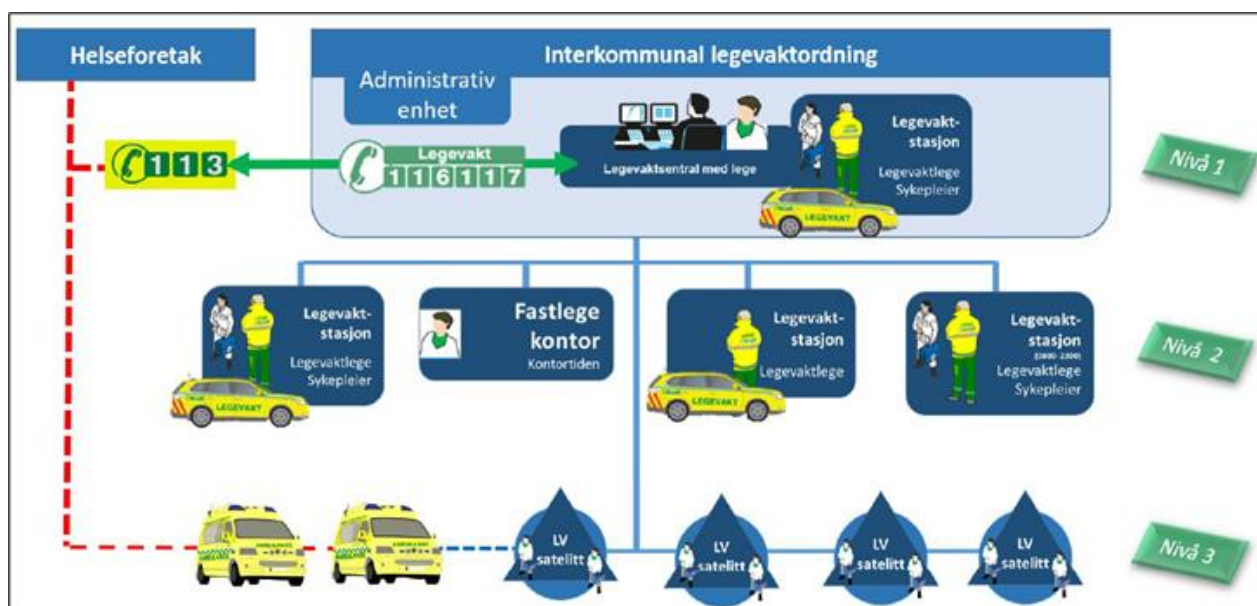 Helseforetak
Interkommunal legevaktordning
Administrativ
enhet
113
Legevakt
116117
Legevaktsentral med lege
Legevakt-
stasjon
Legevaktlege
Sykepleier
LEGEVAKT
Nivå 1
Legevakt-
stasjon
Legevaktlege
Sykepleier
LEGEVAKT
Fastlege
kontor
Kontortiden
Legevakt-
stasjon
Legevaktlege
LEGEVAKT
Legevakt-
stasjon
Legevaktlege
Sykepleier
Nivå 2
AMBULANSE
AMBULANSE
LV
satelitt
LV
satelitt
LV
satelitt
LV
satelitt
Nivå 3